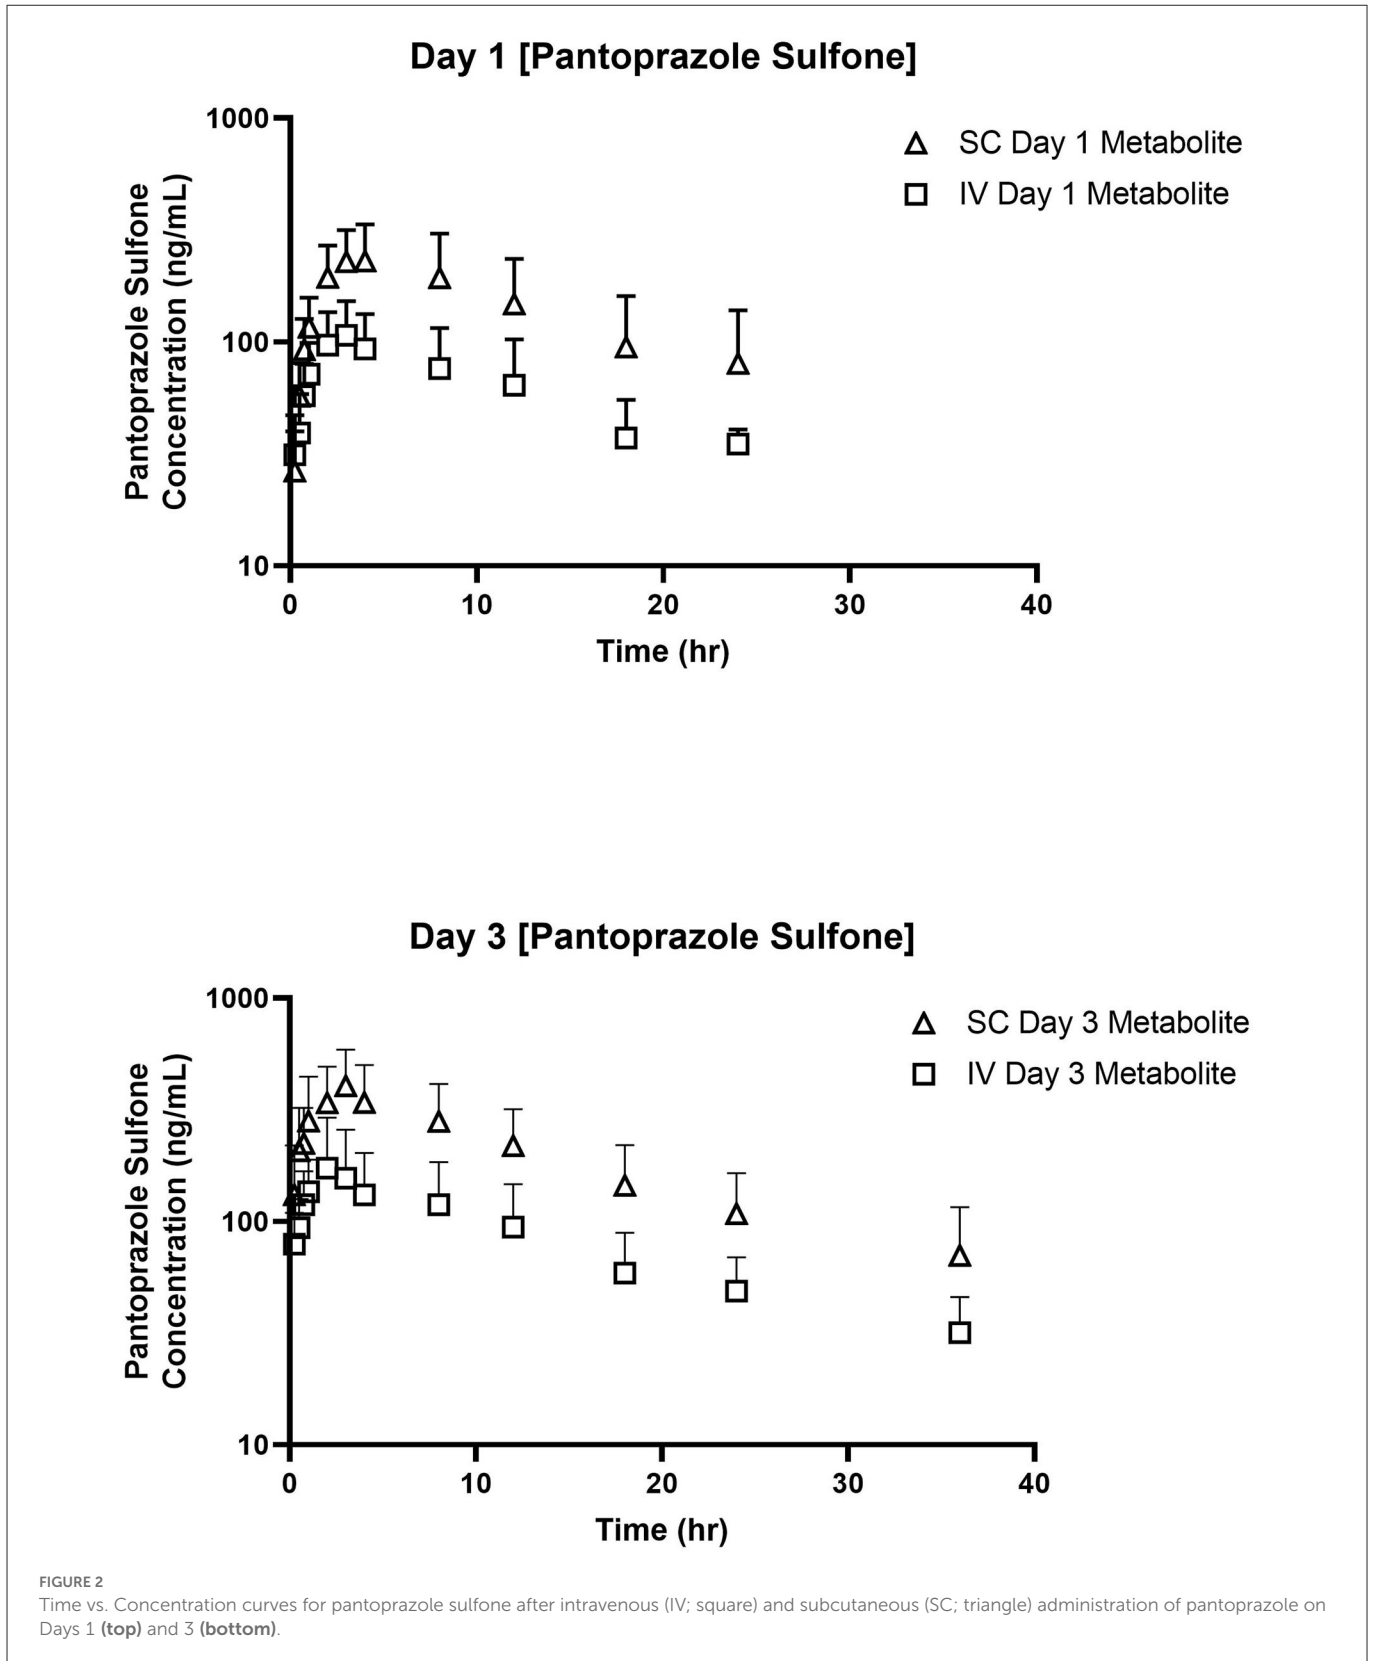 Day 1 [Pantoprazole Sulfone]
1000
100
10
Pantoprazole Sulfone
Concentration (ng/mL)
SC Day 1 Metabolite
IV Day 1 Metabolite
0 10 20 30 40
Time (hr)
Day 3 [Pantoprazole Sulfone]
1000
100
10
Pantoprazole Sulfone
Concentration (ng/mL)
SC Day 3 Metabolite
IV Day 3 Metabolite
0 10 20 30 40
Time (hr)
FIGURE 2
Time vs. Concentration curves for pantoprazole sulfone after intravenous (IV; square) and subcutaneous (SC; triangle) administration of pantoprazole on
Days 1 (top) and 3 (bottom).